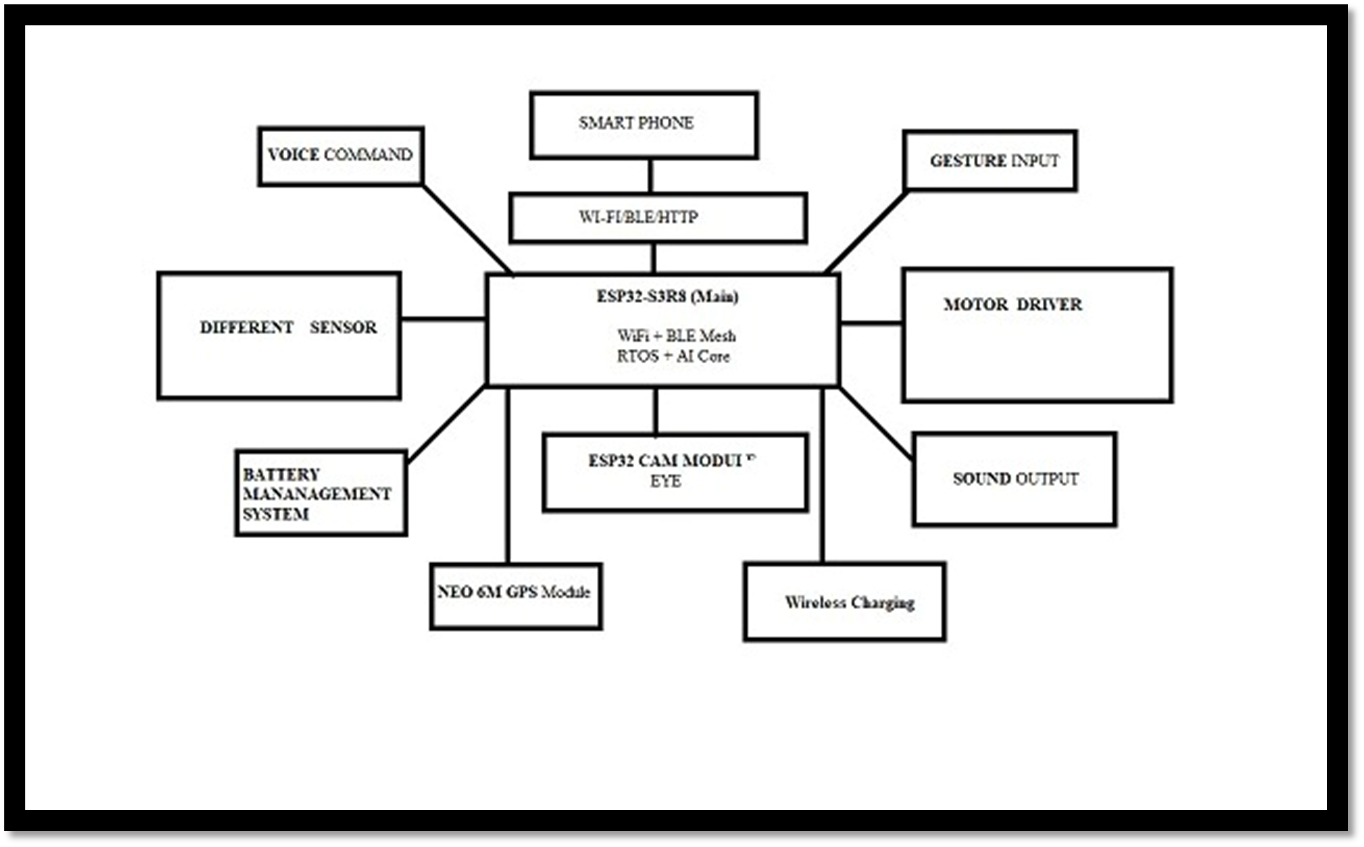 SMART PHONE
VOICE COMMAND
GESTURE INPUT
WI-FI/BLE/HTTP
ESP32-S3R8 (Main)
WiFi + BLE Mesh
RTOS + AI Core
DIFFERENT SENSOR
MOTOR DRIVER
ESP32 CAM
EYE
BATTERY
MANANAGEMENT
SYSTEM
SOUND OUTPUT
NEO 6M GPS Module
Wireless Charging